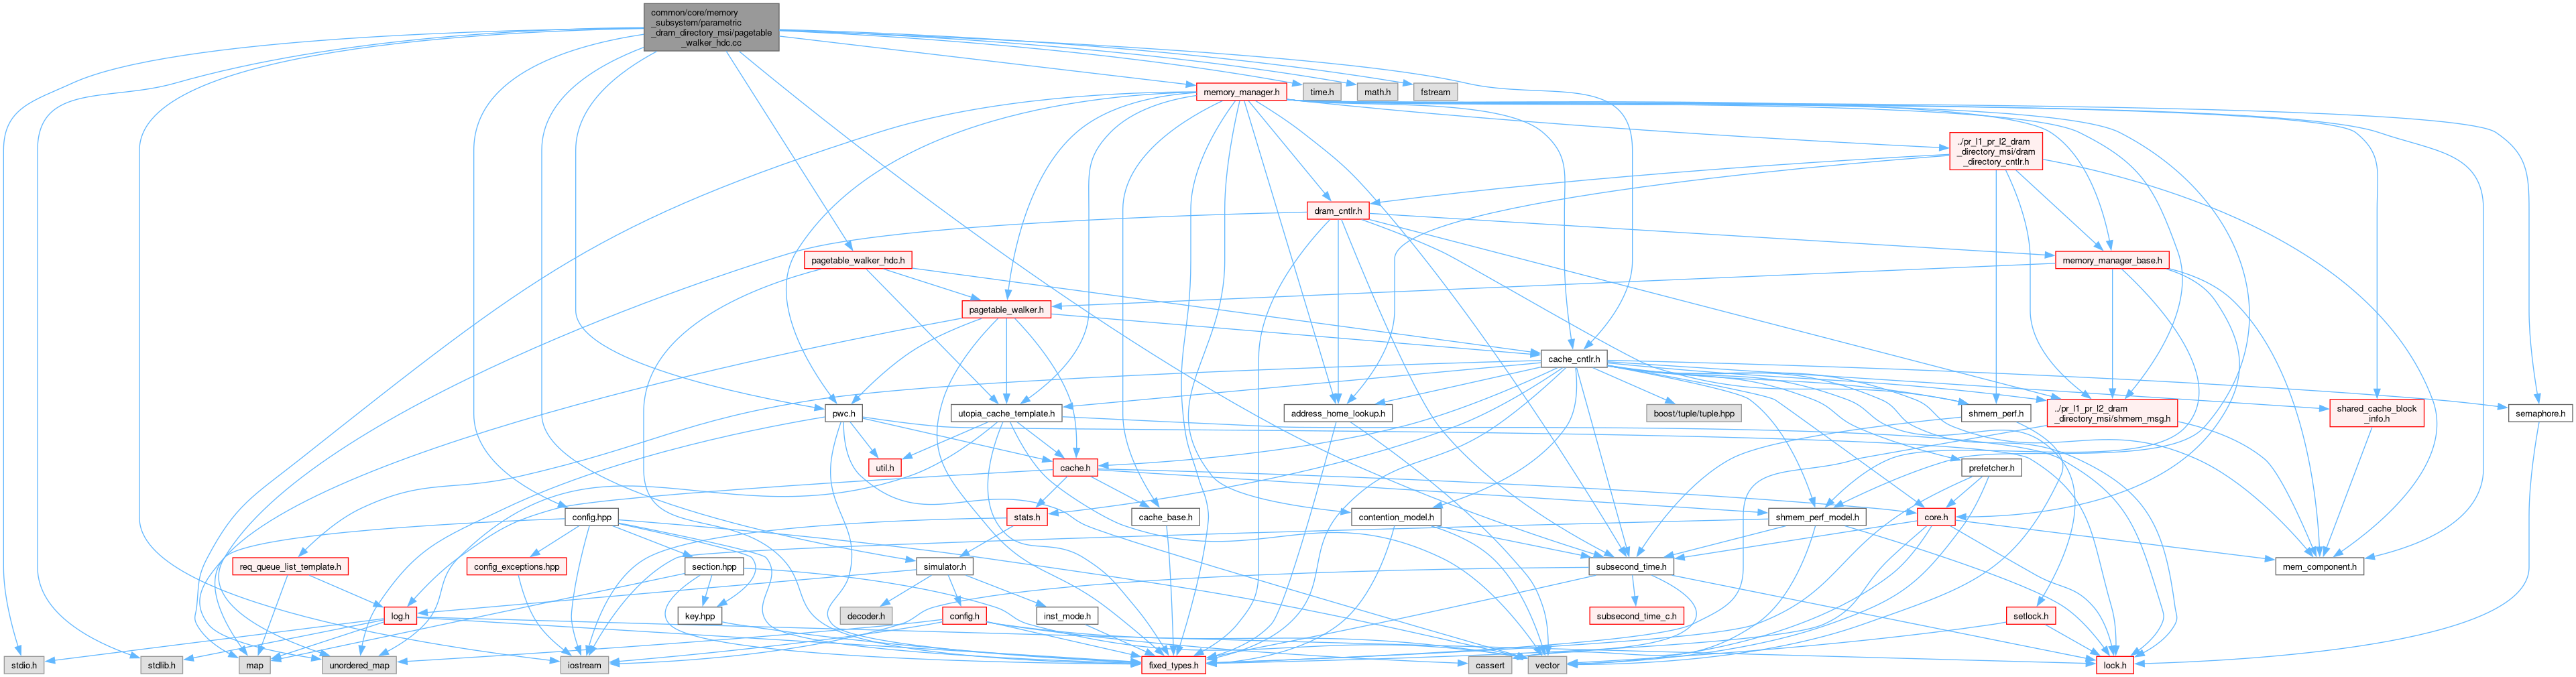 common/core/memory
_subsystem/parametric
_dram_directory_msi/pagetable
_walker_hdc.cc
memory_manager.h
time.h
math.h
fstream
../pr_l1_pr_l2_dram
_directory_msi/dram
_directory_cntlr.h
dram_cntlr.h
pagetable_walker_hdc.h
memory_manager_base.h
pagetable_walker.h
cache_cntlr.h
pwc.h
utopia_cache_template.h
address_home_lookup.h
boost/tuple/tuple.hpp
shmem_perf.h
../pr_l1_pr_l2_dram
_directory_msi/shmem_msg.h
shared_cache_block
_info.h
semaphore.h
util.h
cache.h
prefetcher.h
config.hpp
stats.h
cache_base.h
contention_model.h
shmem_perf_model.h
core.h
req_queue_list_template.h
config_exceptions.hpp
section.hpp
simulator.h
subsecond_time.h
mem_component.h
log.h
key.hpp
decoder.h
config.h
inst_mode.h
subsecond_time_c.h
setlock.h
stdio.h
stdlib.h
map
unordered_map
iostream
fixed_types.h
cassert
vector
lock.h